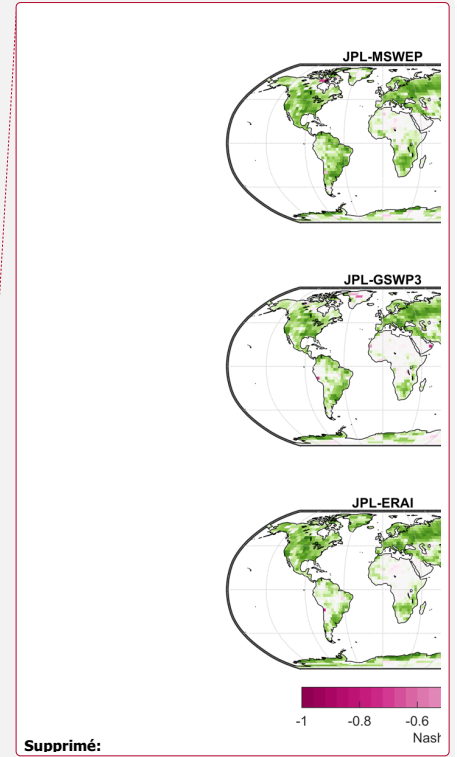 JPL-MSWEP
JPL-GSWP3
JPL-ERAI
-1 -0.8 -0.6
Nash
Supprimé: